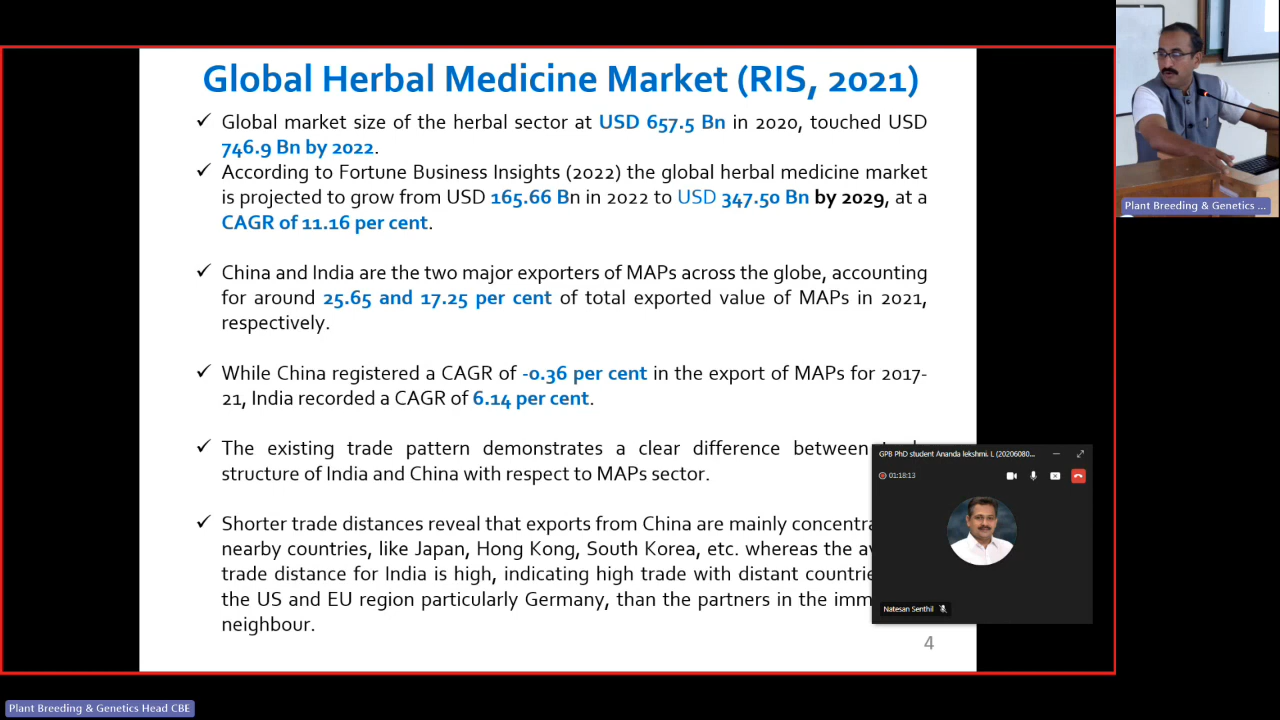 Global Herbal Medicine Market (RIS, 2021)
✓ Global market size of the herbal sector at USD 657.5 Bn in 2020, touched USD
746.9 Bn by 2022.
✓ According to Fortune Business Insights (2022) the global herbal medicine market
is projected to grow from USD 165.66 Bn in 2022 to USD 347.50 Bn by 2029, at a
CAGR of 11.16 per cent.
✓ China and India are the two major exporters of MAPs across the globe, accounting
for around 25.65 and 17.25 per cent of total exported value of MAPs in 2021,
respectively.
✓ While China registered a CAGR of -0.36 per cent in the export of MAPs for 2017-
21, India recorded a CAGR of 6.14 per cent.
✓ The existing trade pattern demonstrates a clear difference between
structure of India and China with respect to MAPs sector.
✓ Shorter trade distances reveal that exports from China are mainly
nearby countries, like Japan, Hong Kong, South Korea, etc. whereas the
trade distance for India is high, indicating high trade with distant
the US and EU region particularly Germany, than the partners in the
neighbour.
4
GPB PhD student Ananda lekshmi. L (20206080...
01:18:13
Natesan Senthil
Plant Breeding & Genetics ...
Plant Breeding & Genetics Head CBE